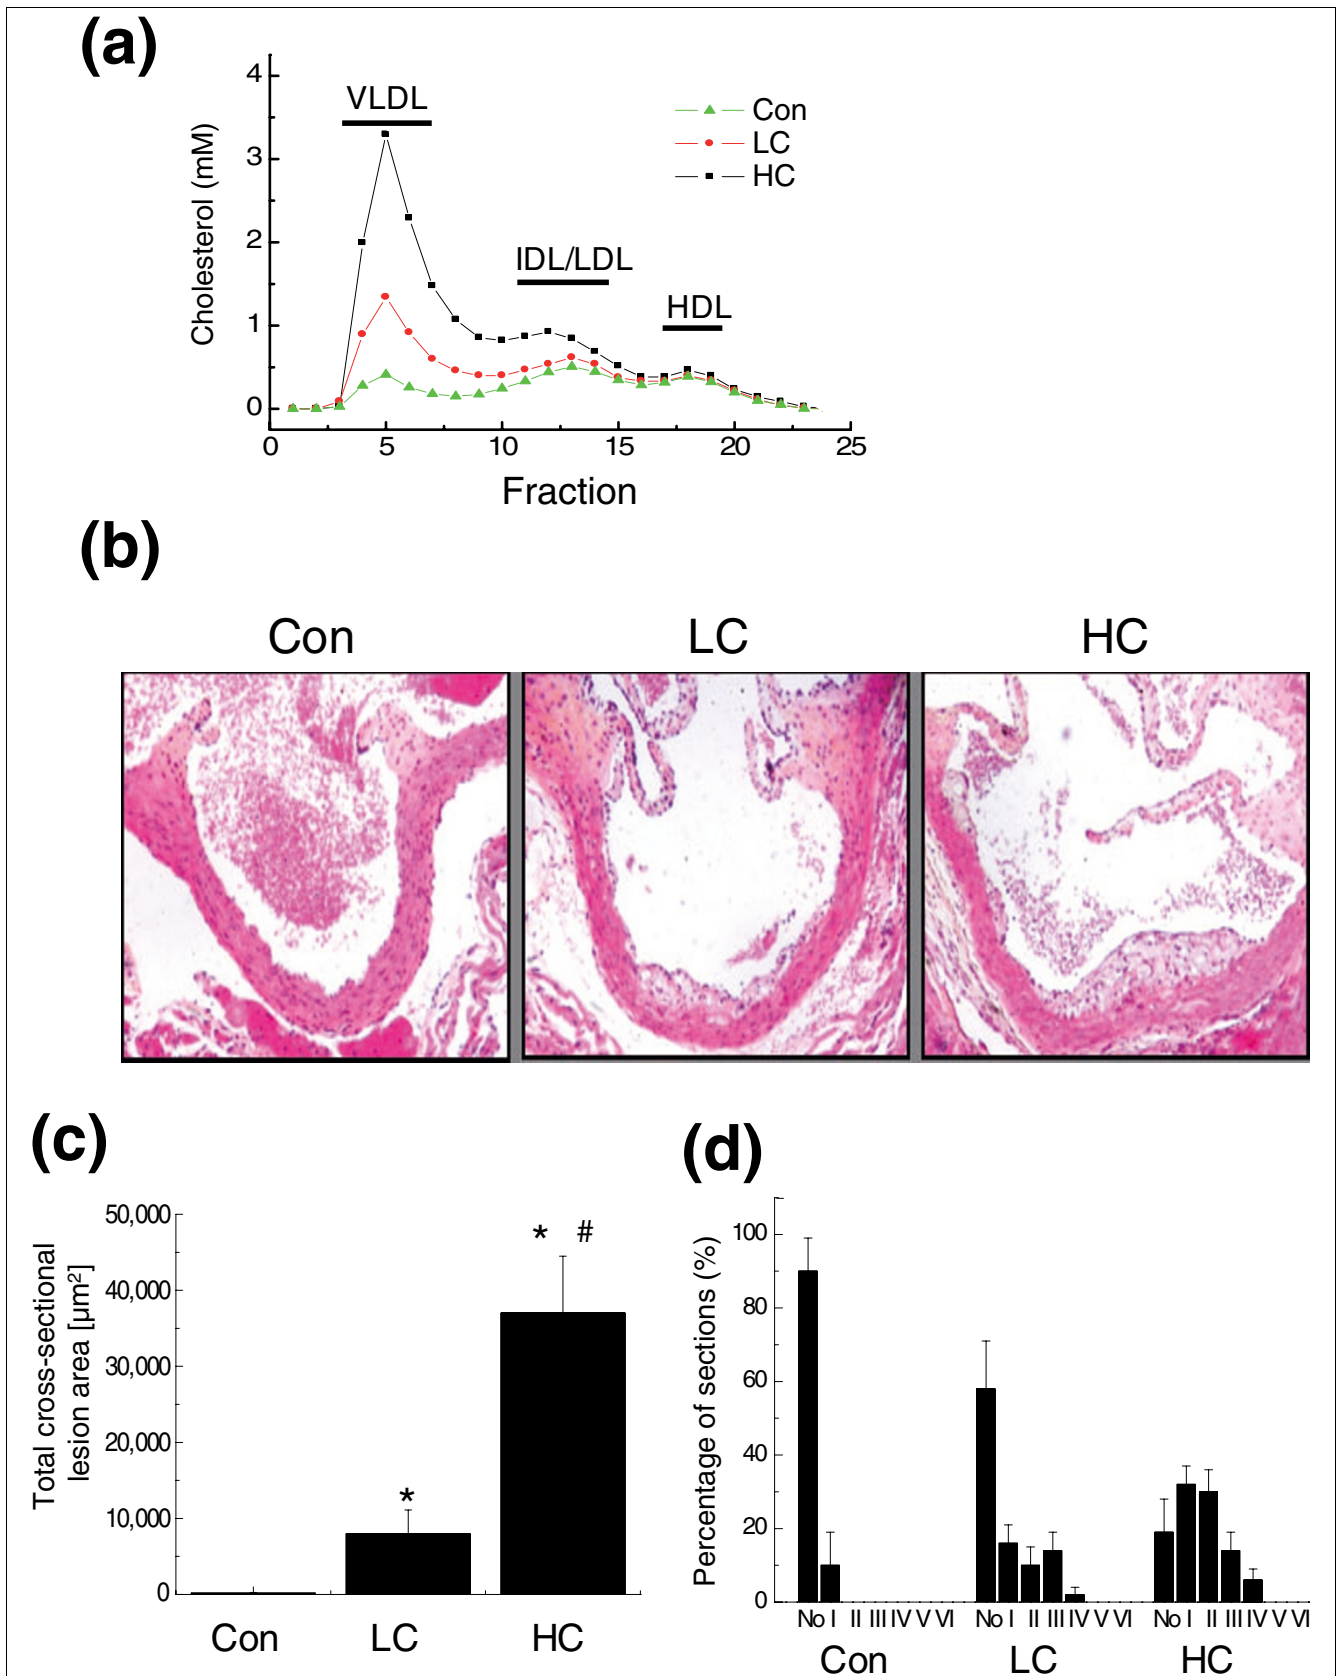 (a)
Cholesterol (mM)
4
3
2
1
0
VLDL
IDL/LDL
HDL
Con
LC
HC
0 5 10 15 20 25
Fraction
(b)
Con LC HC
(c)
Total cross-sectional
lesion area [µm²]
50,000
40,000
30,000
20,000
10,000
0
*
* #
Con LC HC
(d)
Percentage of sections (%)
100
80
60
40
20
0
No I II III IV V VI No I II III IV V VI No I II III IV V VI
Con LC HC